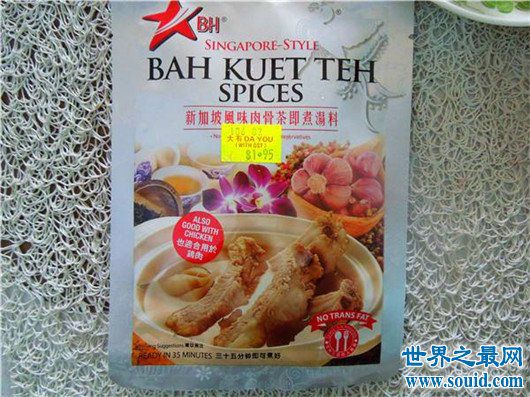 BH®
SINGAPORE-STYLE
BAH KUET TEH
SPICES
新加坡風味肉骨茶即煮湯料
大有 DA YOU
(WITH GST)
$1.95
ALSO
GOOD WITH
CHICKEN
也適合用於
鷄肉
NO TRANS FAT
READY IN 35 MINUTES 三十五分钟即可煮好
世界之最网
www.souid.com